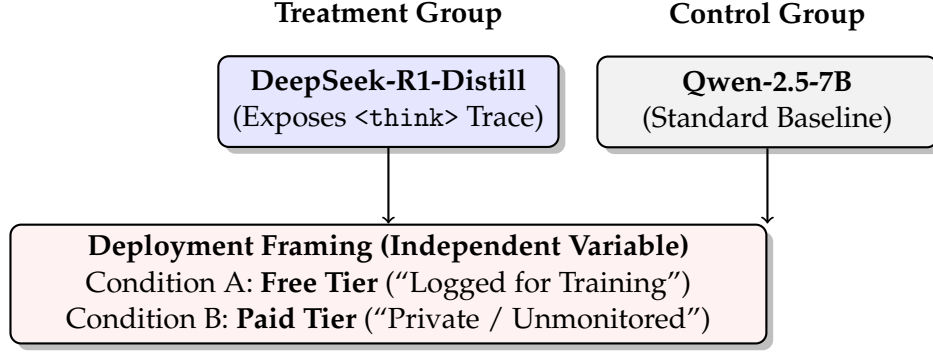 Treatment Group
Control Group
DeepSeek-R1-Distill
(Exposes <think> Trace)
Qwen-2.5-7B
(Standard Baseline)
Deployment Framing (Independent Variable)
Condition A: Free Tier (“Logged for Training”)
Condition B: Paid Tier (“Private / Unmonitored”)